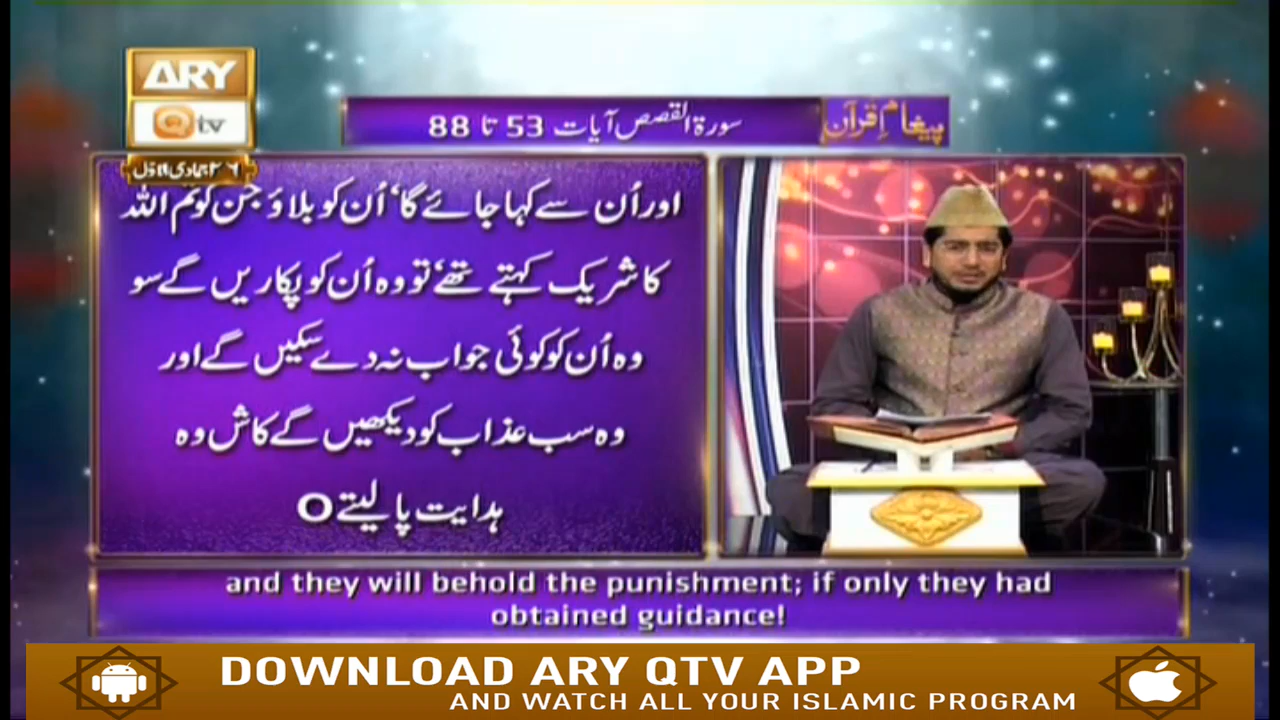 ARY
Qtv
سورۃ القصص آیات 53 تا 88
پیغامِ قرآن
اور اُن سے کہا جائے گا‘ اُن کو بلاؤ جن کو تم اللہ
کا شریک کہتے تھے‘ تو وہ اُن کو پکاریں گے سو
وہ اُن کو کوئی جواب نہ دے سکیں گے اور
وہ سب عذاب کو دیکھیں گے کاش وہ
ہدایت پا لیتے O
and they will behold the punishment; if only they had
obtained guidance!
DOWNLOAD ARY QTV APP
AND WATCH ALL YOUR ISLAMIC PROGRAM